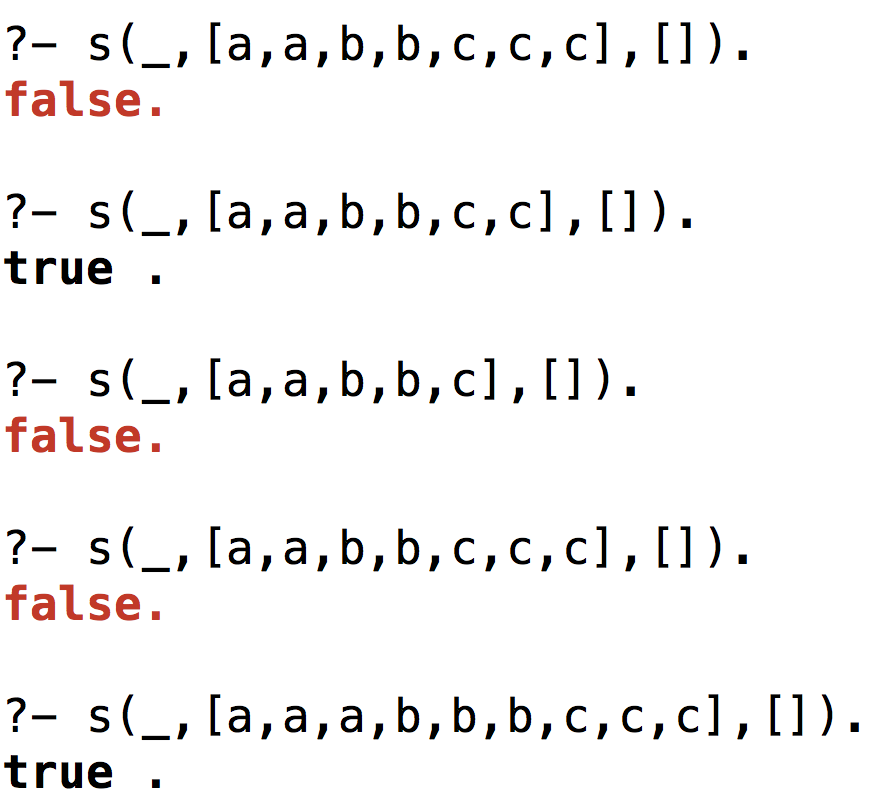 ?- s(_,[a,a,b,b,c,c,c],[]).
false.
?- s(_,[a,a,b,b,c,c],[]).
true .
?- s(_,[a,a,b,b,c],[]).
false.
?- s(_,[a,a,b,b,c,c,c],[]).
false.
?- s(_,[a,a,a,b,b,b,c,c,c],[]).
true .